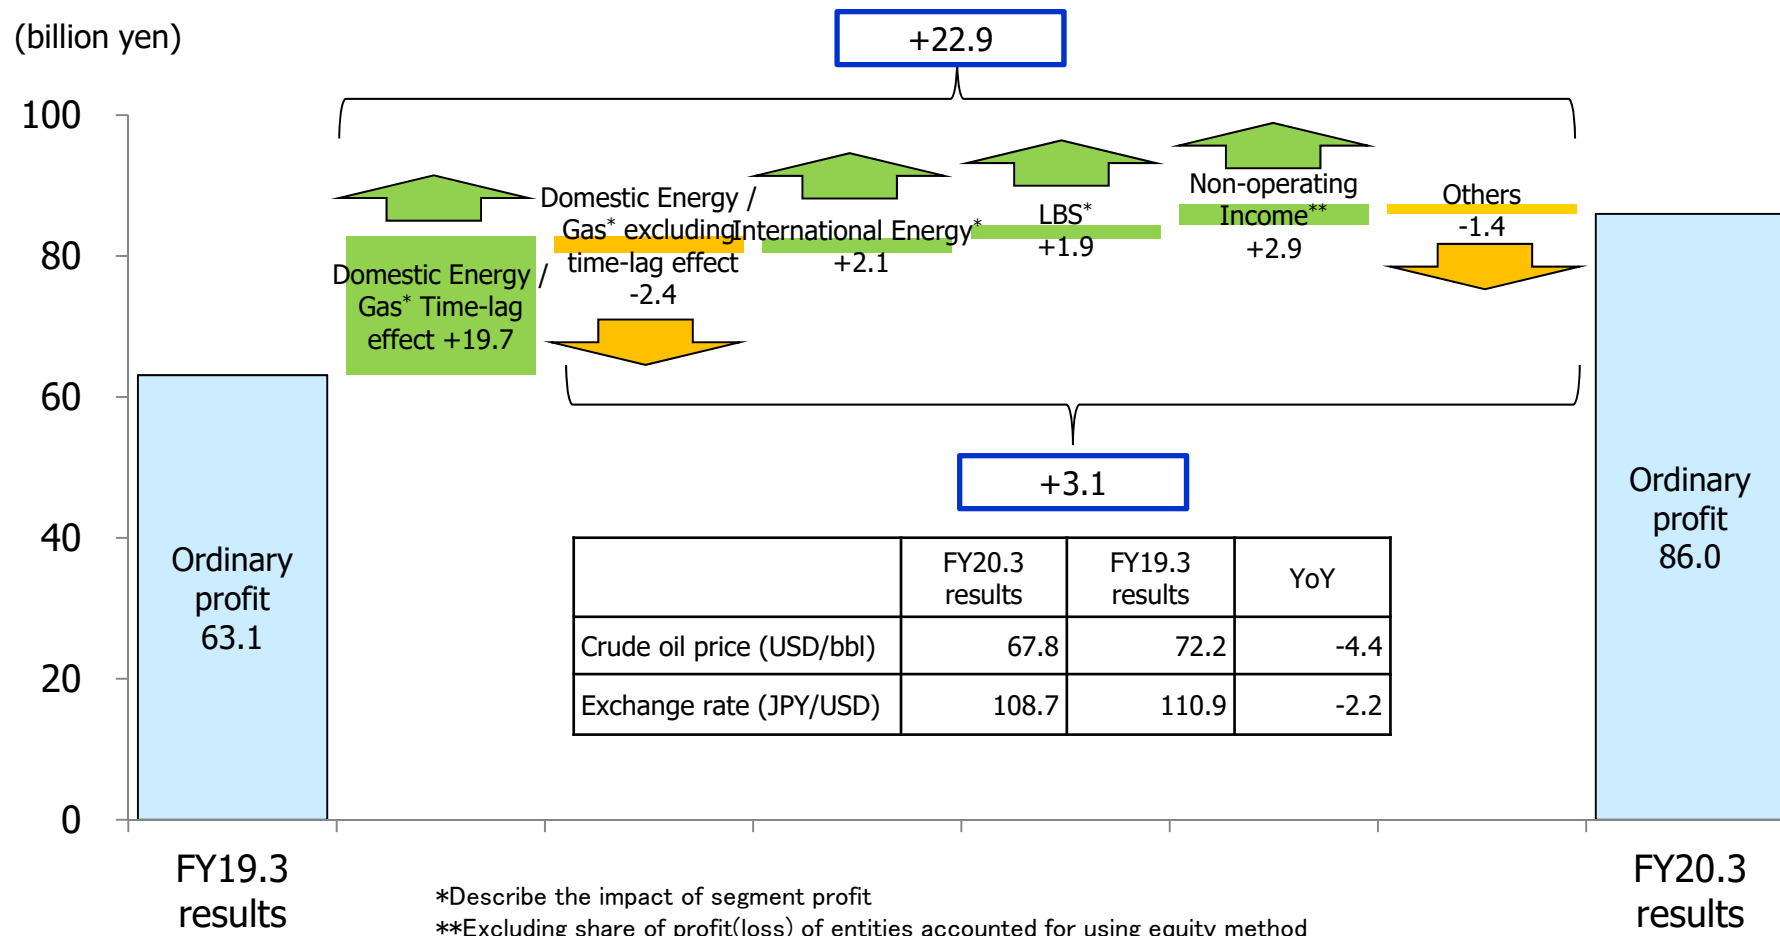 (billion yen)
+22.9
100
80
60
40
20
0
Domestic Energy /
Gas* Time-lag
effect +19.7
Domestic Energy /
Gas* excluding
time-lag effect
-2.4
International Energy*
+2.1
LBS*
+1.9
Non-operating
Income**
+2.9
Others
-1.4
+3.1
Ordinary
profit
63.1
Ordinary
profit
86.0
FY20.3 results FY19.3 results YoY
Crude oil price (USD/bbl) 67.8 72.2 -4.4
Exchange rate (JPY/USD) 108.7 110.9 -2.2
FY19.3
results
FY20.3
results
*Describe the impact of segment profit
**Excluding share of profit(loss) of entities accounted for using equity method